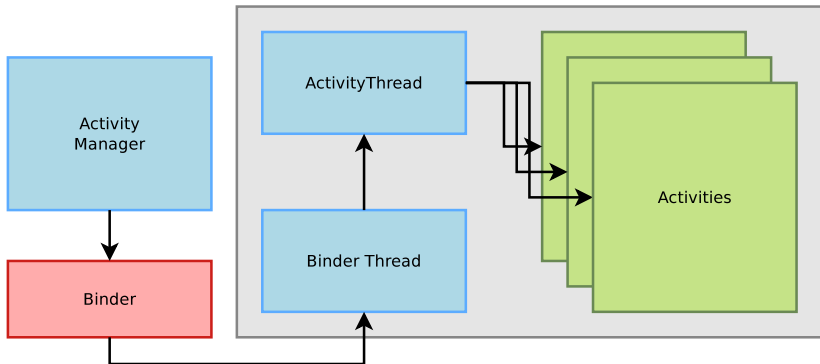 Activity
Manager
Binder
ActivityThread
Binder Thread
Activities